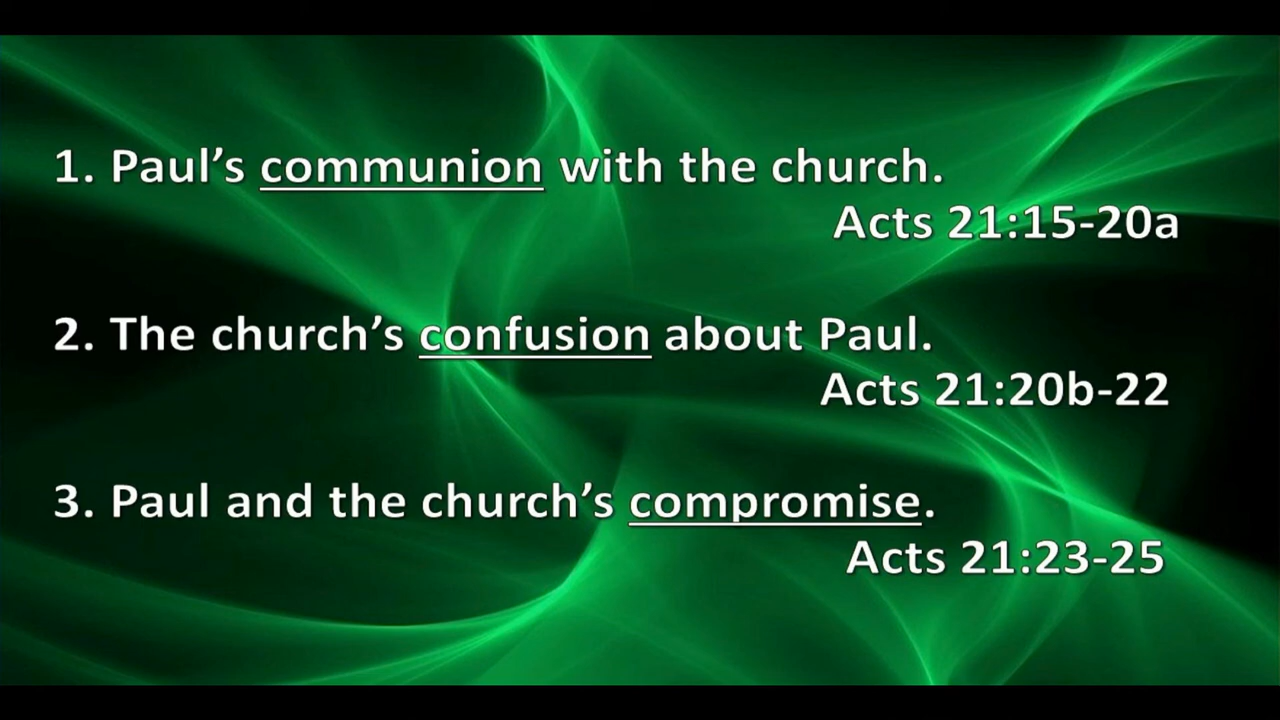 1. Paul’s communion with the church.
Acts 21:15-20a
2. The church’s confusion about Paul.
Acts 21:20b-22
3. Paul and the church’s compromise.
Acts 21:23-25